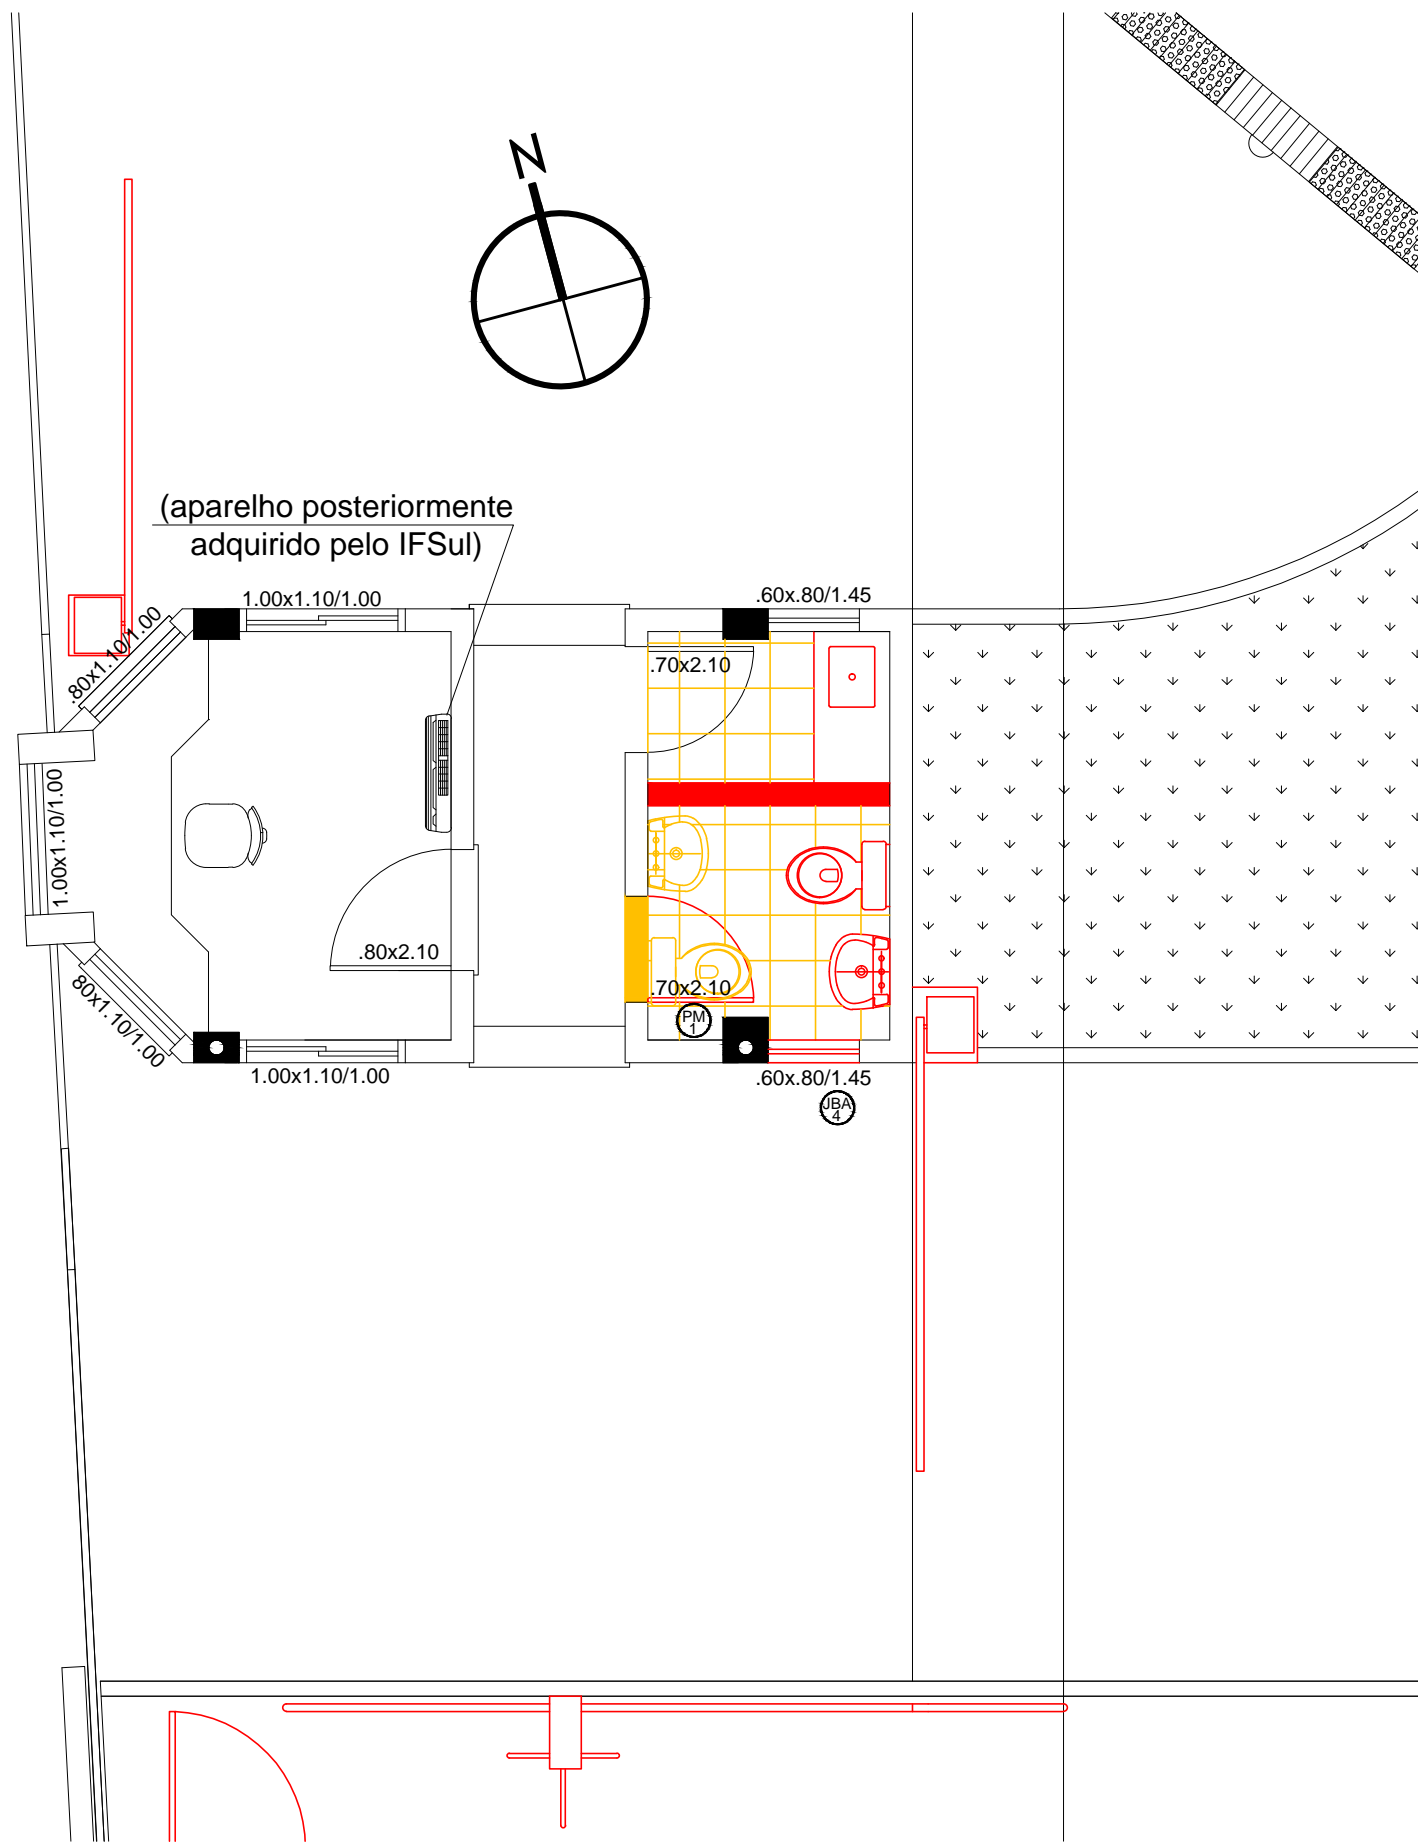 N
(aparelho posteriormente
adquirido pelo IFSul)
1.00x1.10/1.00
.60x.80/1.45
.80x1.10/1.00
.70x2.10
1.00x1.10/1.00
.80x2.10
.70x2.10
PM
1
80x1.10/1.00
1.00x1.10/1.00
.60x.80/1.45
JBA
4